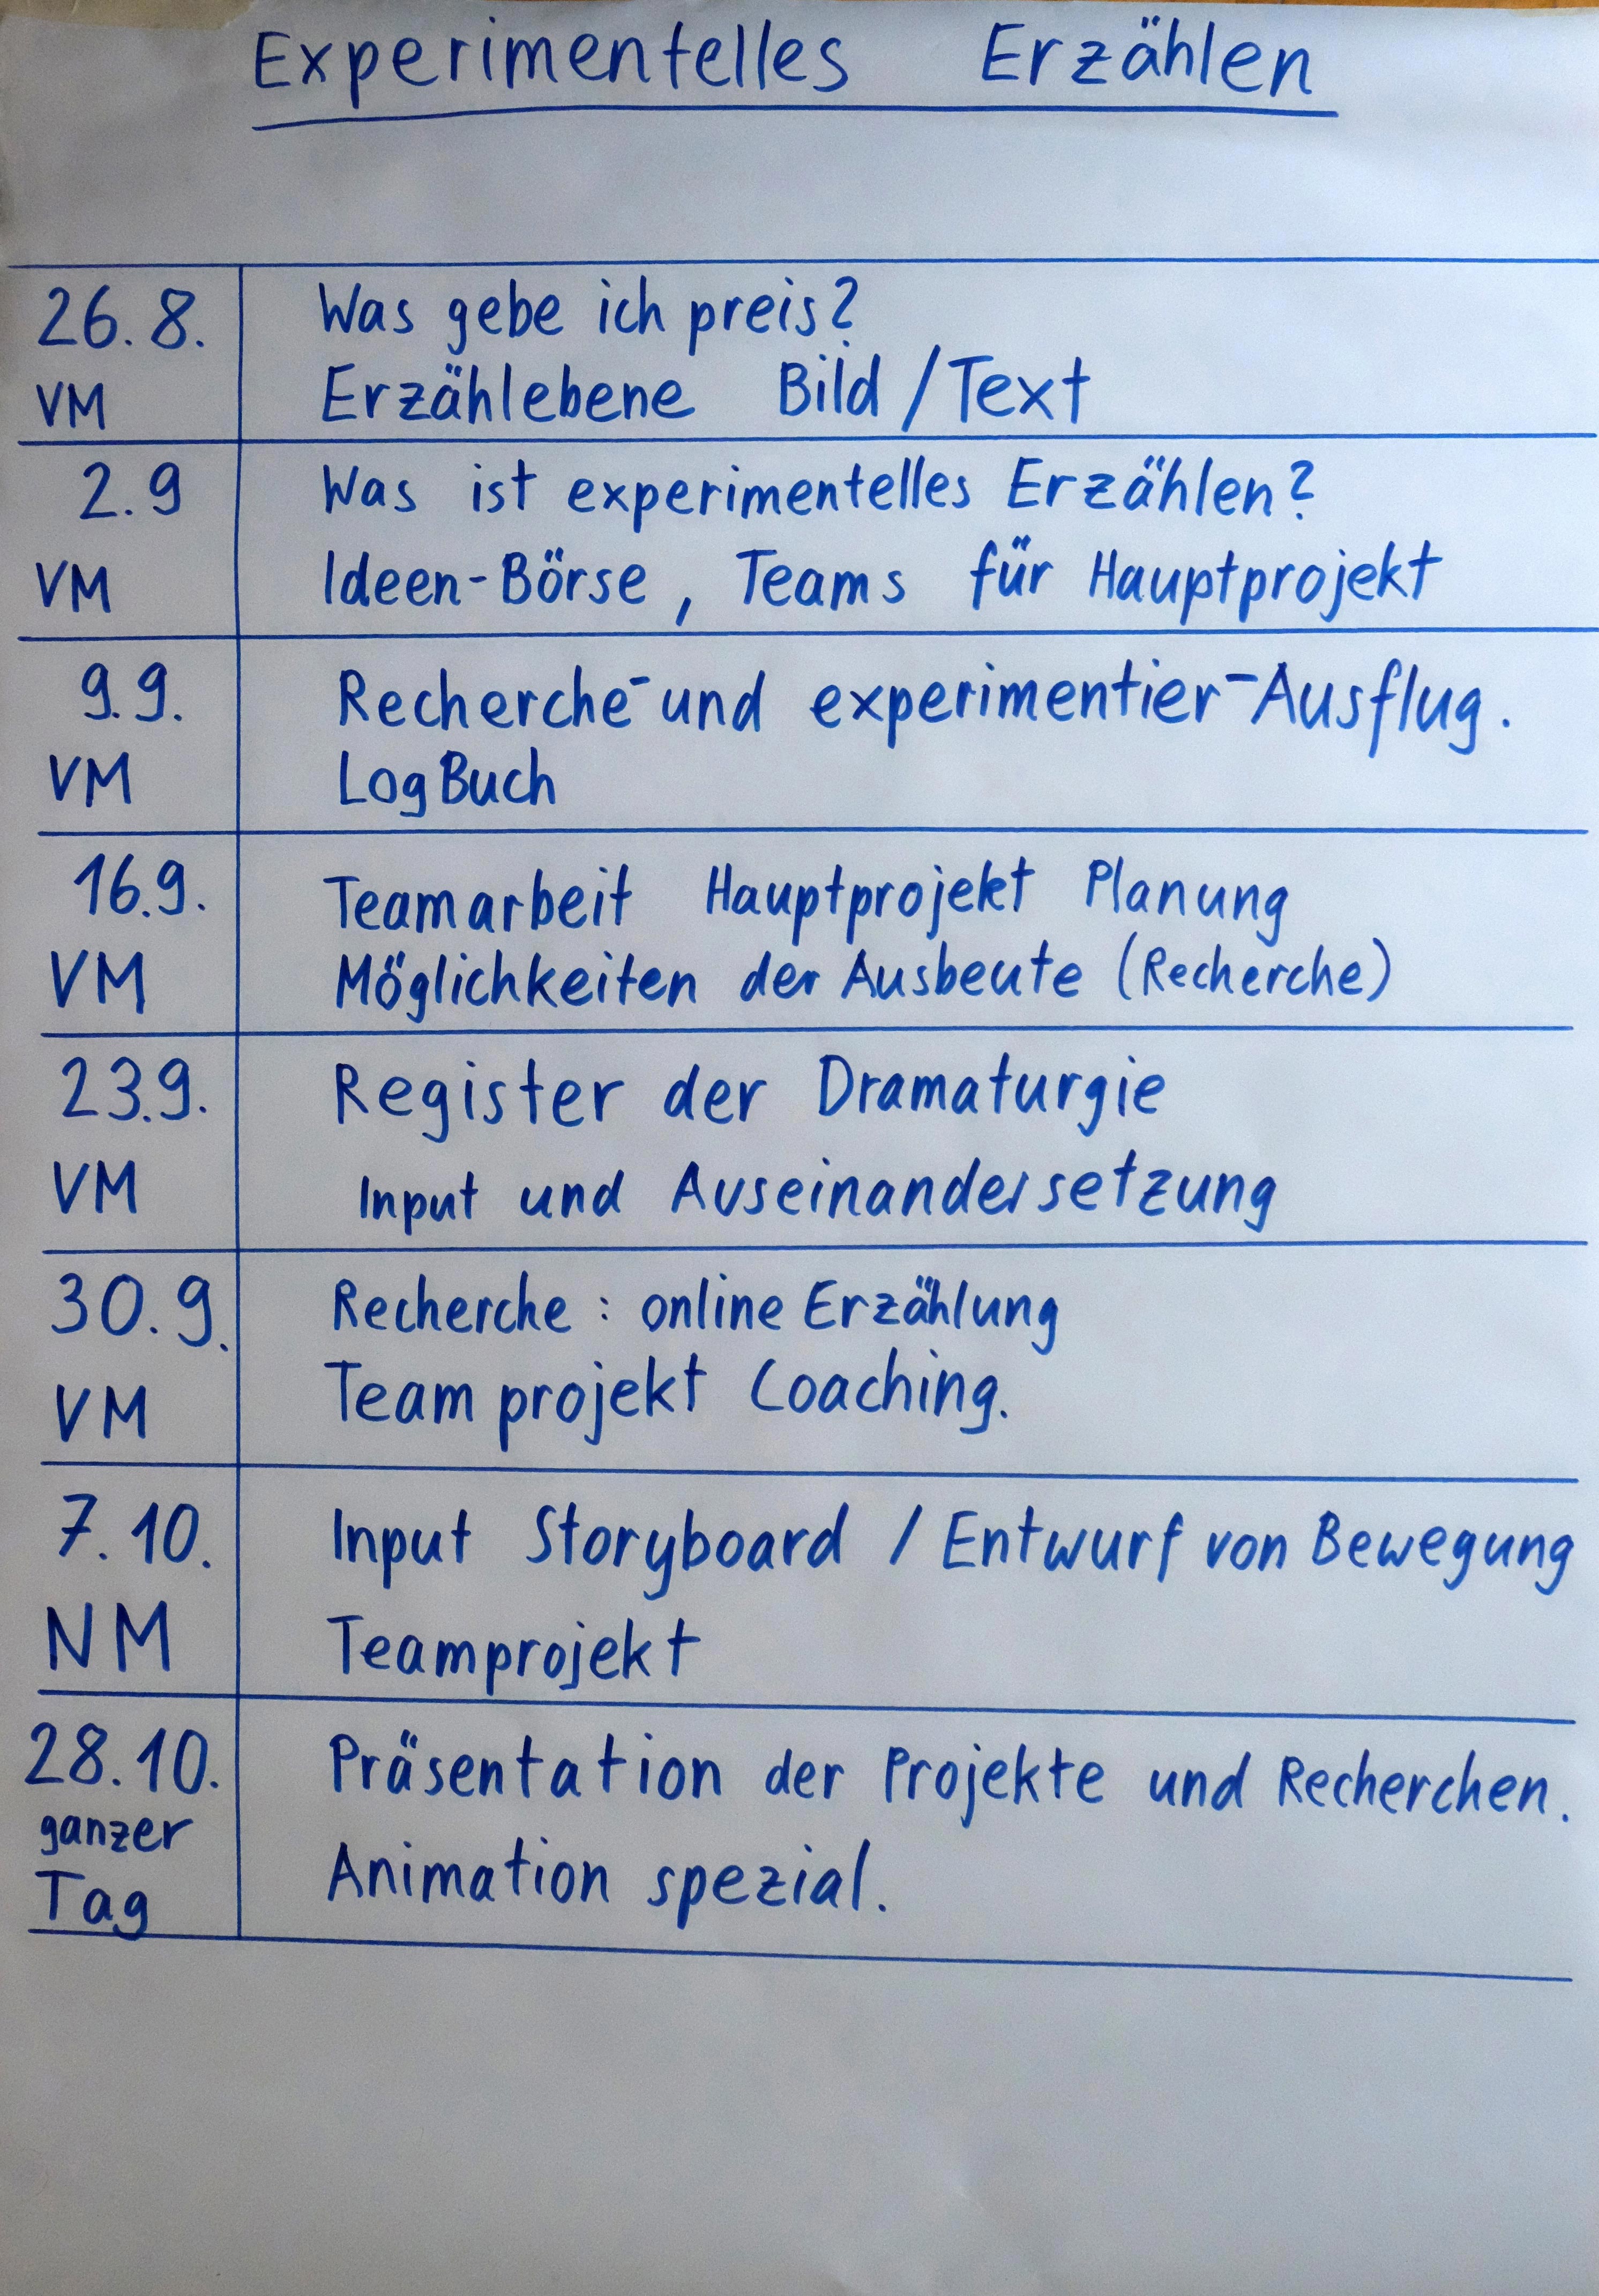 Experimentelles Erzählen
26.8. Was gebe ich preis?
VM Erzählebene Bild / Text
2.9 Was ist experimentelles Erzählen?
VM Ideen-Börse, Teams für Hauptprojekt
9.9. Recherche- und experimentier-Ausflug.
VM LogBuch
16.9. Teamarbeit Hauptprojekt Planung
VM Möglichkeiten der Ausbeute (Recherche)
23.9. Register der Dramaturgie
VM Input und Auseinandersetzung
30.9. Recherche: online Erzählung
VM Teamprojekt Coaching.
7.10. Input Storyboard / Entwurf von Bewegung
NM Teamprojekt
28.10. Präsentation der Projekte und Recherchen.
ganzer
Tag Animation spezial.